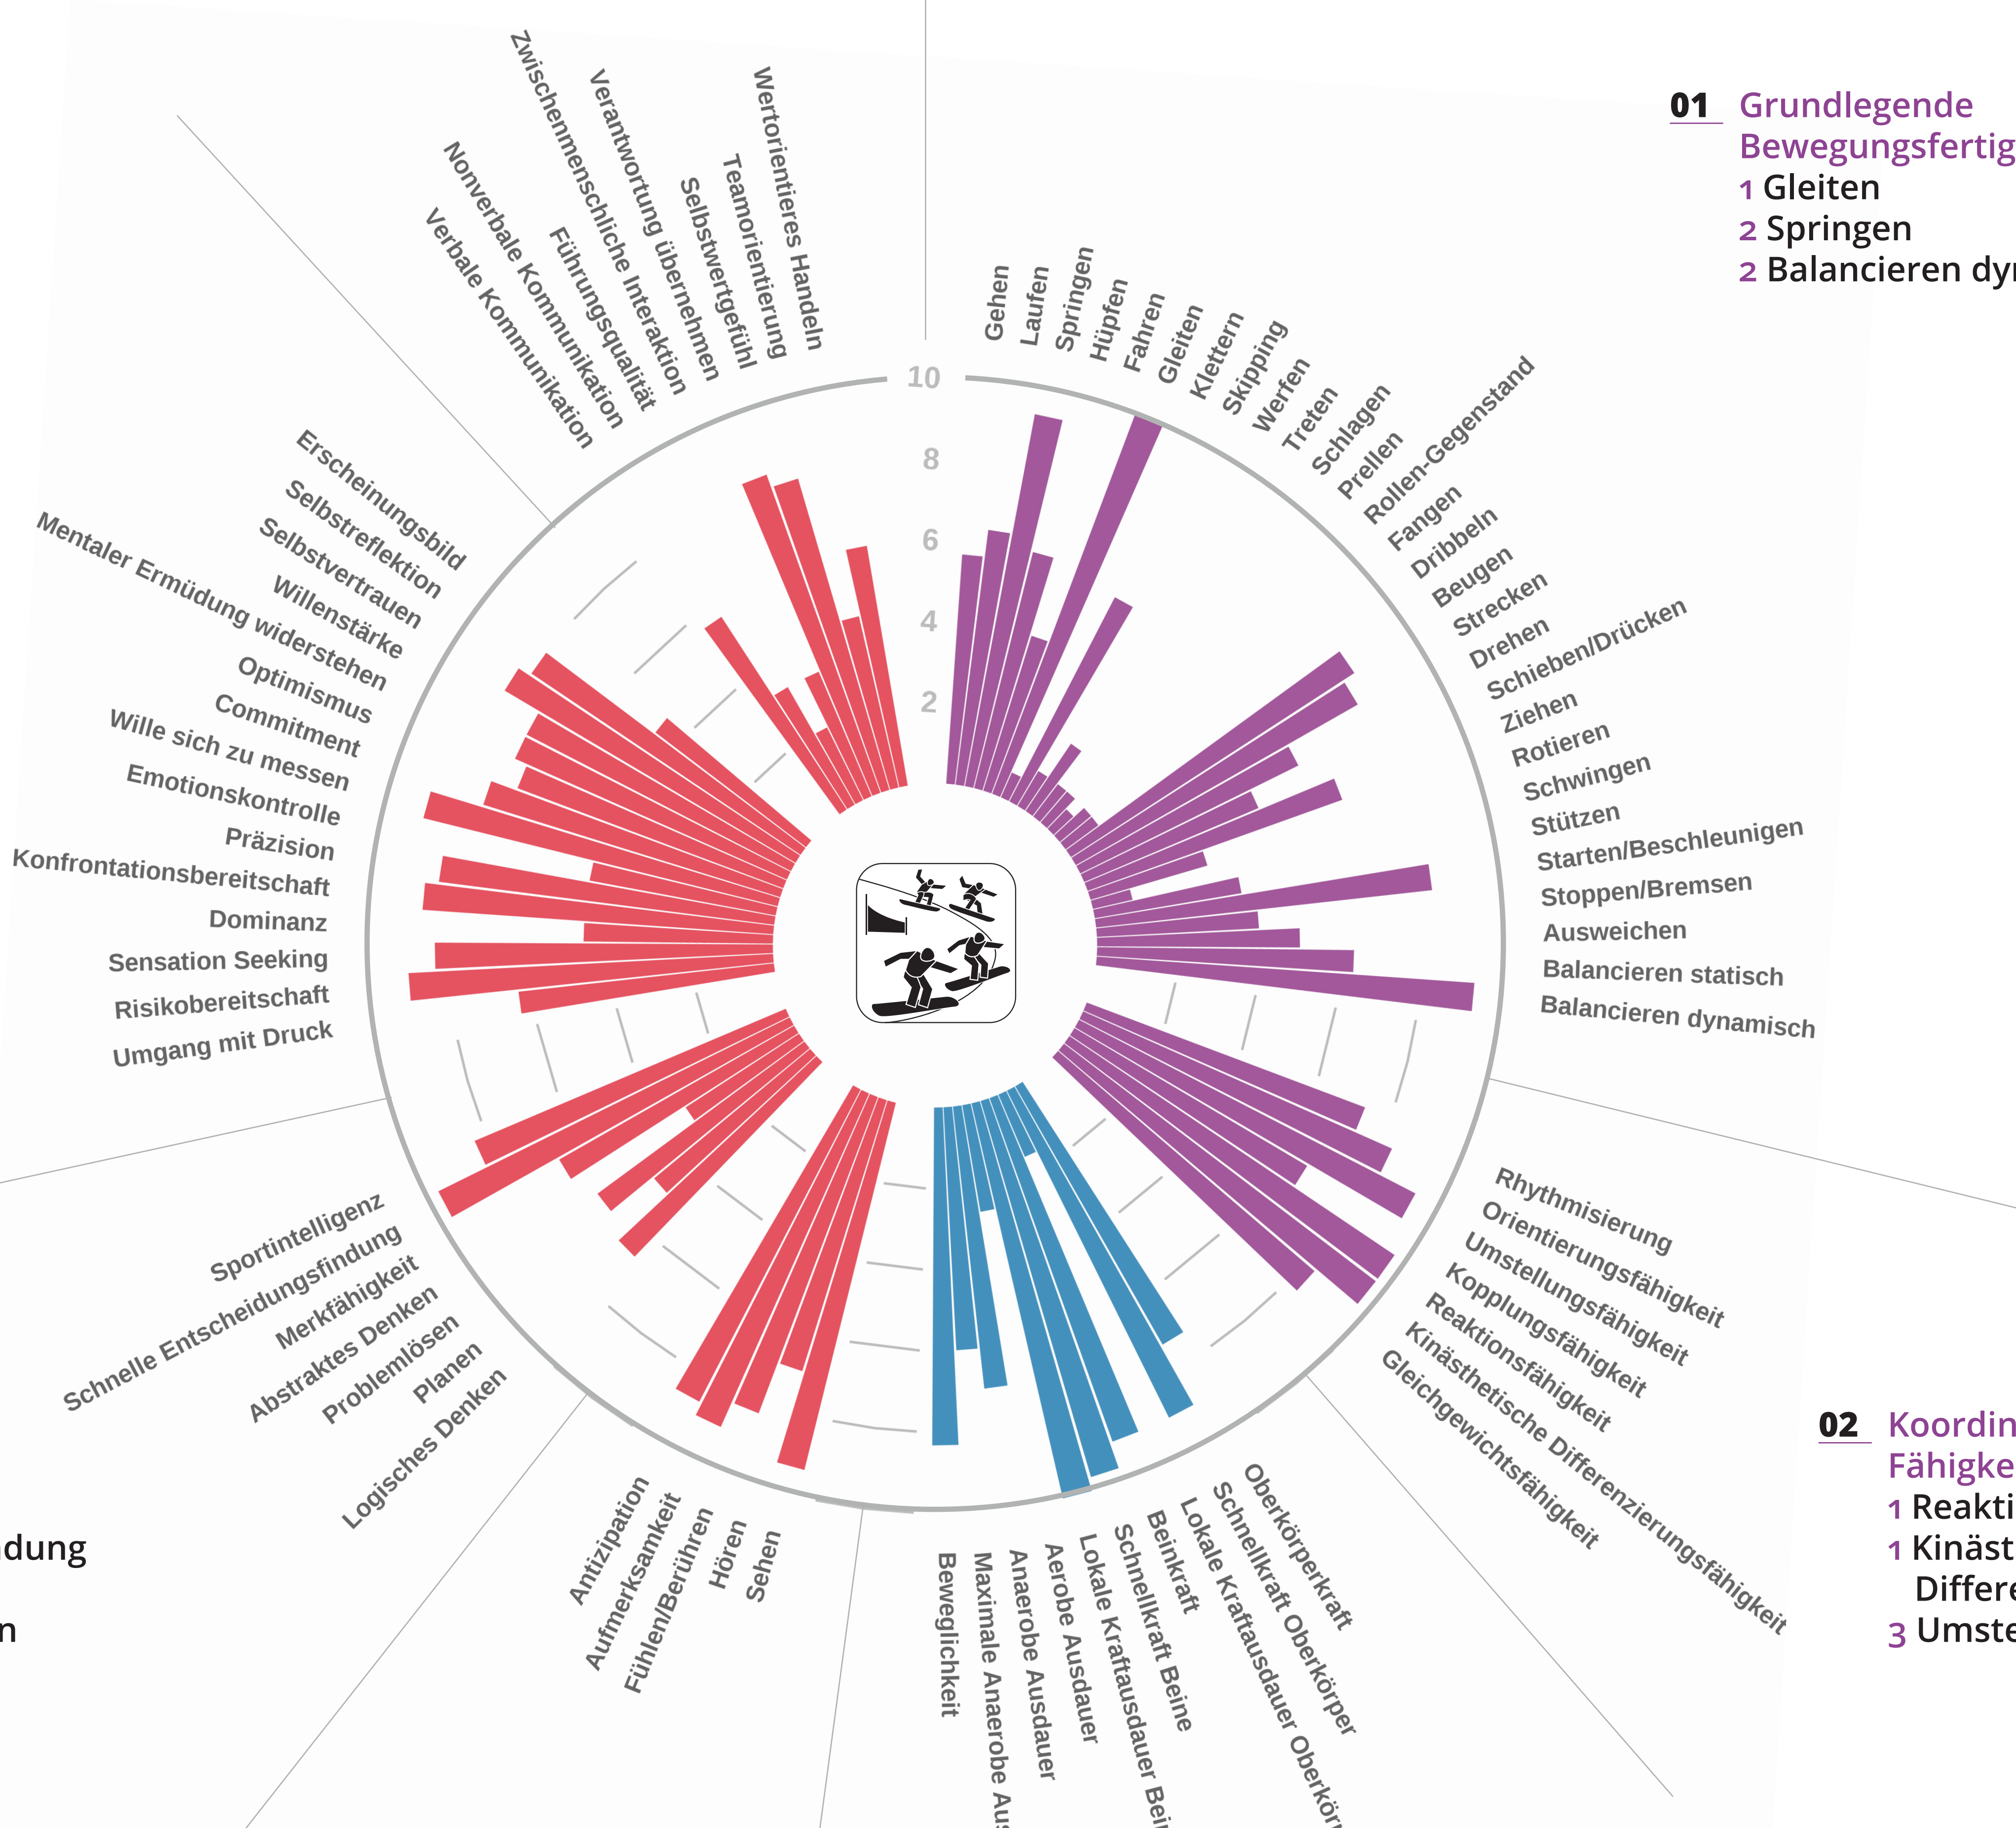 01 Grundlegende
Bewegungsfertig
1 Gleiten
2 Springen
2 Balancieren dyn
10
8
6
4
2
Gehen
Laufen
Springen
Hüpfen
Fahren
Gleiten
Klettern
Skipping
Werfen
Treten
Schlagen
Prellen
Rollen-Gegenstand
Fangen
Dribbeln
Beugen
Strecken
Drehen
Schieben/Drücken
Ziehen
Rotieren
Schwingen
Stützen
Starten/Beschleunigen
Stoppen/Bremsen
Ausweichen
Balancieren statisch
Balancieren dynamisch
Rhythmisierung
Orientierungsfähigkeit
Umstellungsfähigkeit
Kopplungsfähigkeit
Reaktionsfähigkeit
Kinästhetische Differenzierungsfähigkeit
Gleichgewichtsfähigkeit
02 Koordin
Fähigke
1 Reakti
1 Kinäst
Differe
3 Umste
Oberkörperkraft
Schnellkraft Oberkörper
Lokale Kraftausdauer Oberkör
Beinkraft
Schnellkraft Beine
Lokale Kraftausdauer Bei
Aerobe Ausdauer
Anaerobe Ausdauer
Maximale Anaerobe Aus
Beweglichkeit
Sehen
Hören
Fühlen/Berühren
Aufmerksamkeit
Antizipation
Logisches Denken
Planen
Problemlösen
Abstraktes Denken
Merkfähigkeit
Schnelle Entscheidungsfindung
Sportintelligenz
dung
n
Umgang mit Druck
Risikobereitschaft
Sensation Seeking
Dominanz
Konfrontationsbereitschaft
Präzision
Emotionskontrolle
Wille sich zu messen
Commitment
Optimismus
Mentaler Ermüdung widerstehen
Willenstärke
Selbstvertrauen
Selbstreflektion
Erscheinungsbild
Verbale Kommunikation
Nonverbale Kommunikation
Führungsqualität
Zwischenmenschliche Interaktion
Verantwortung übernehmen
Selbstwertgefühl
Teamorientierung
Wertorientieres Handeln